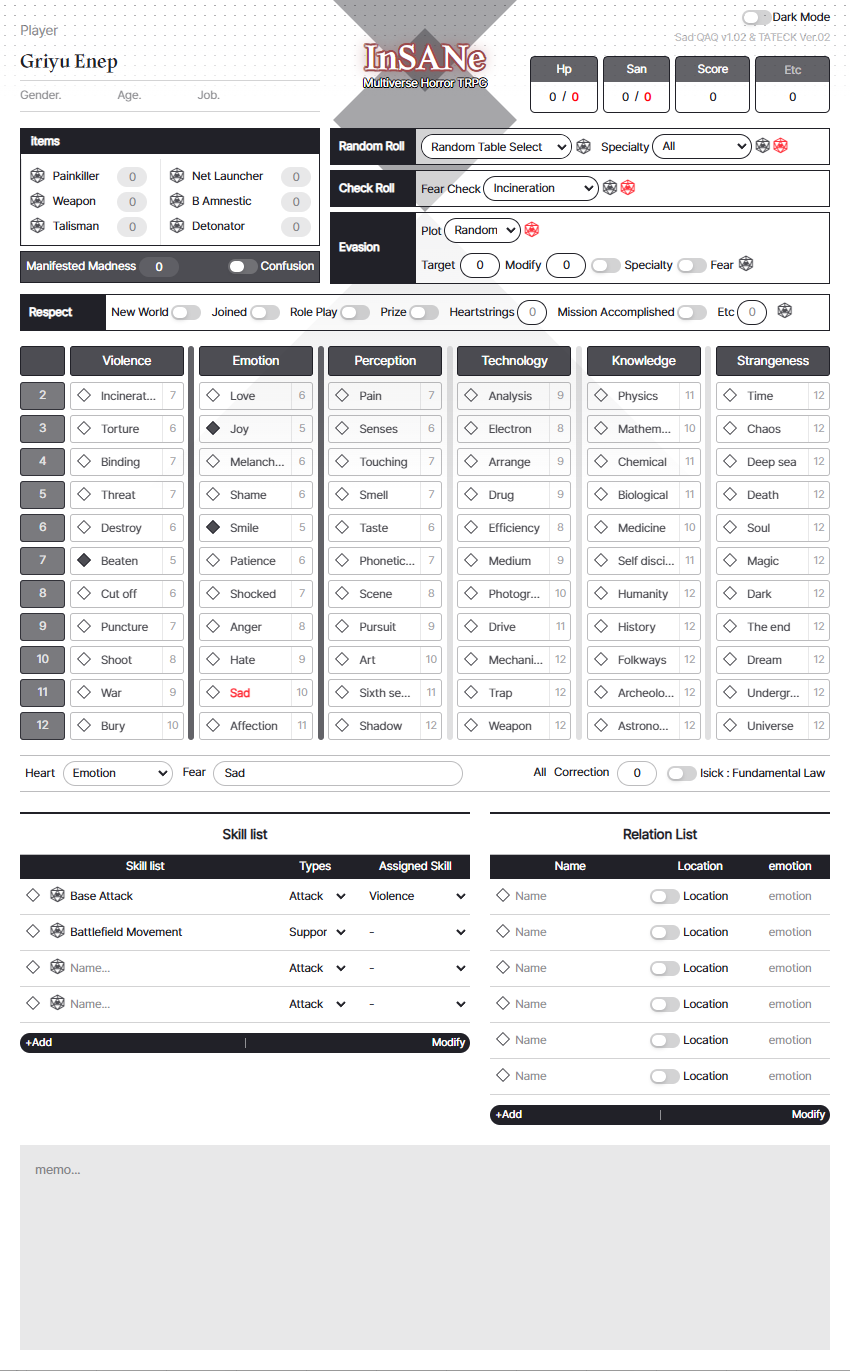 Dark Mode
Player
Sad QAQ v1.02 & TATECK Ver.02
Griyu Enep
InSANe
Multiverse Horror TRPG
Hp San Score Etc
0 / 0 0 / 0 0 0
Gender. Age. Job.
Items
Painkiller 0 Net Launcher 0
Weapon 0 B Amnestic 0
Talisman 0 Detonator 0
Manifested Madness 0 Confusion
Random Roll Random Table Select Specialty All
Check Roll Fear Check Incineration
Evasion
Plot Random
Target 0 Modify 0 Specialty Fear
Respect New World Joined Role Play Prize Heartstrings 0 Mission Accomplished Etc 0
Violence Emotion Perception Technology Knowledge Strangeness
2 Incinerat... 7 Love 6 Pain 7 Analysis 9 Physics 11 Time 12
3 Torture 6 Joy 5 Senses 6 Electron 8 Mathem... 10 Chaos 12
4 Binding 7 Melanch... 6 Touching 7 Arrange 9 Chemical 11 Deep sea 12
5 Threat 7 Shame 6 Smell 7 Drug 9 Biological 11 Death 12
6 Destroy 6 Smile 5 Taste 6 Efficiency 8 Medicine 10 Soul 12
7 Beaten 5 Patience 6 Phonetic... 7 Medium 9 Self disci... 11 Magic 12
8 Cut off 6 Shocked 7 Scene 8 Photogr... 10 Humanity 12 Dark 12
9 Puncture 7 Anger 8 Pursuit 9 Drive 11 History 12 The end 12
10 Shoot 8 Hate 9 Art 10 Mechani... 12 Folkways 12 Dream 12
11 War 9 Sad 10 Sixth se... 11 Trap 12 Archeolo... 12 Undergr... 12
12 Bury 10 Affection 11 Shadow 12 Weapon 12 Astrono... 12 Universe 12
Heart Emotion Fear Sad All Correction 0 Isick : Fundamental Law
Skill list
Skill list Types Assigned Skill
Base Attack Attack Violence
Battlefield Movement Suppor -
Name... Attack -
Name... Attack -
+Add | Modify
Relation List
Name Location emotion
Name Location emotion
Name Location emotion
Name Location emotion
Name Location emotion
Name Location emotion
Name Location emotion
+Add | Modify
memo...